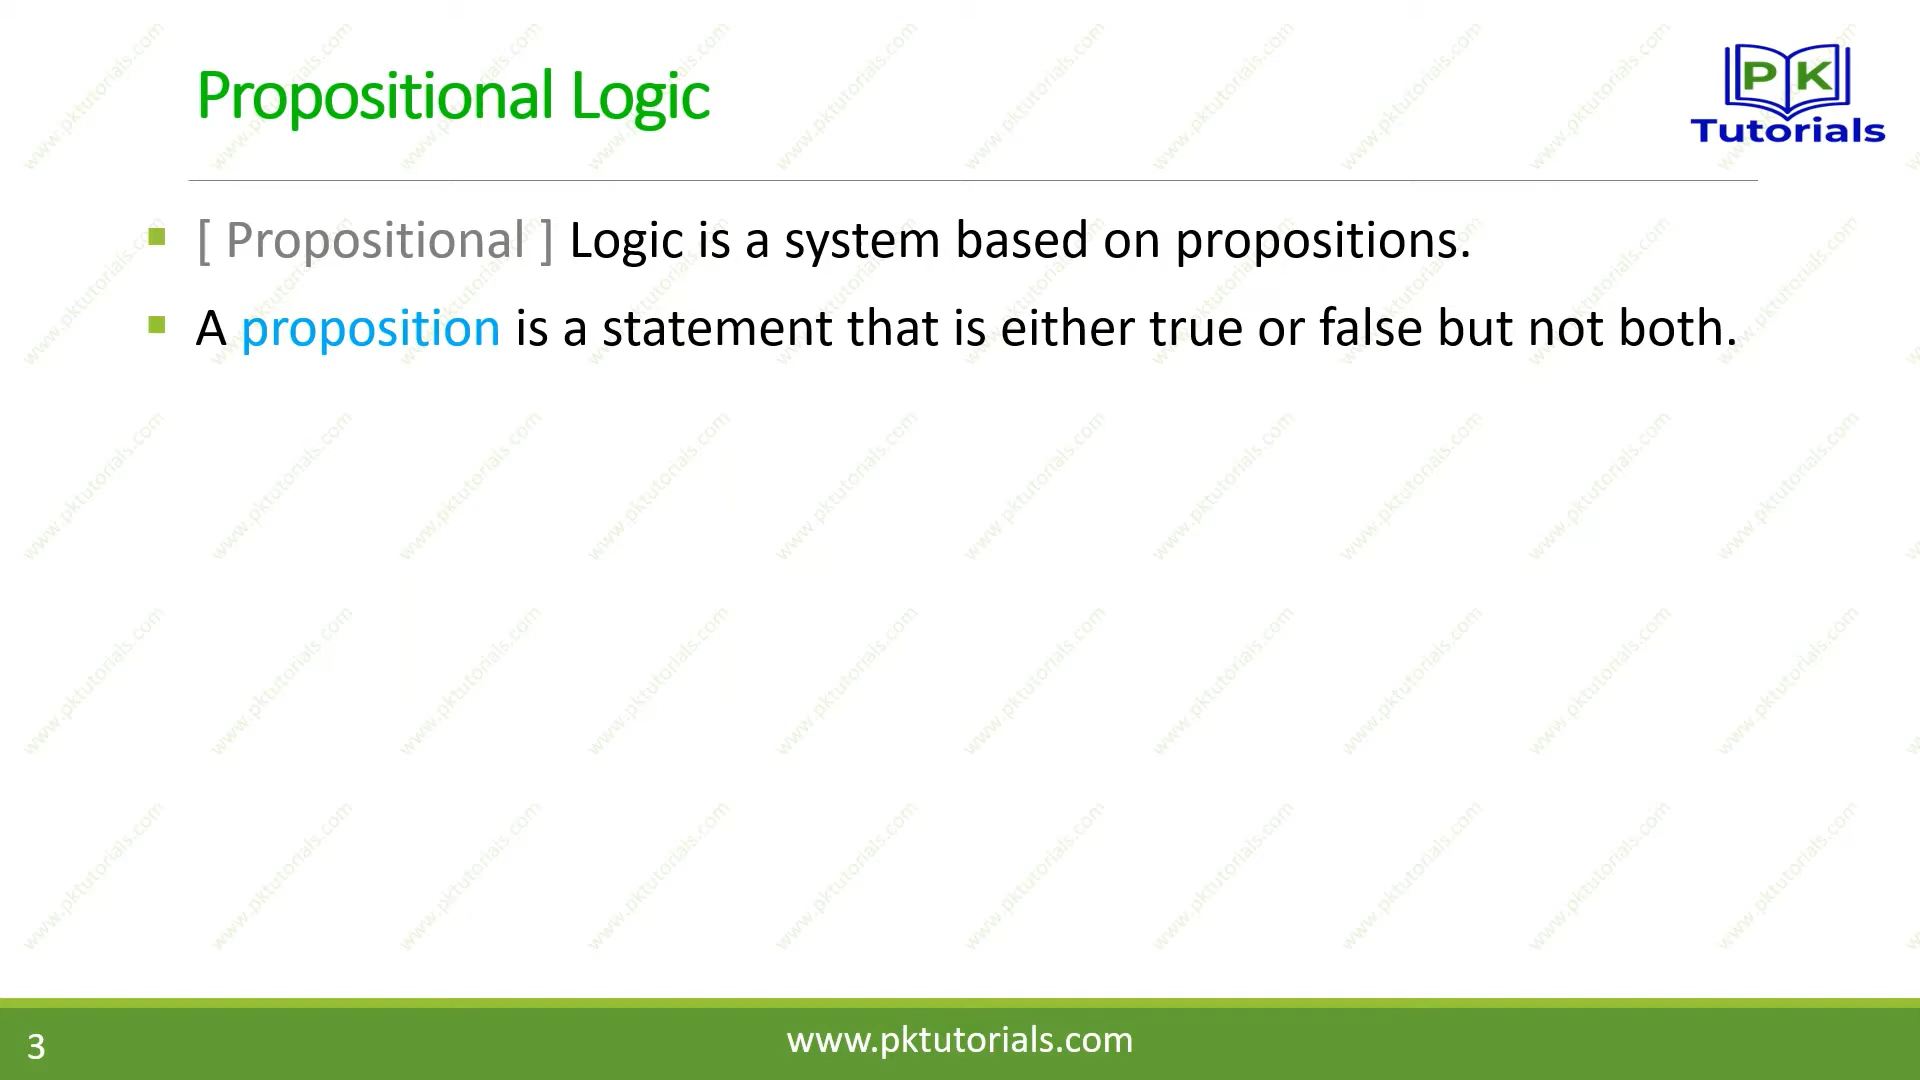 Propositional Logic
PK
Tutorials
[ Propositional ] Logic is a system based on propositions.
A proposition is a statement that is either true or false but not both.
3
www.pktutorials.com